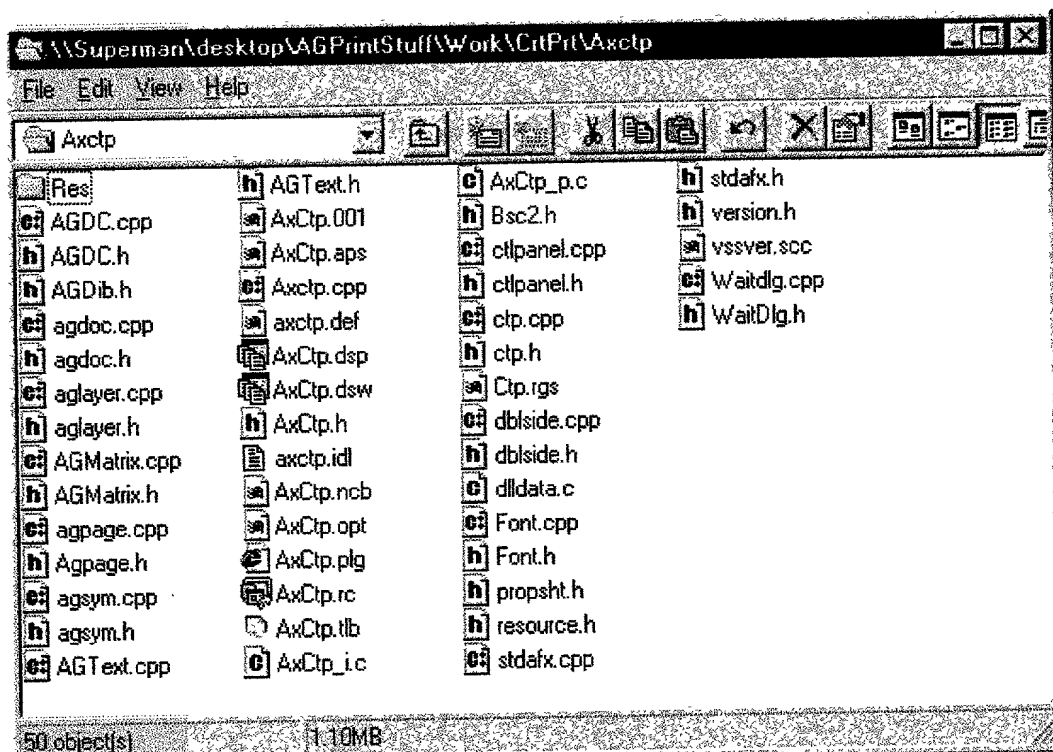 \\Superman\desktop\AGPrintStuff\Work\CrtPrt\Axctp
File Edit View Help
Axctp
Res
AGDC.cpp
AGDC.h
AGDib.h
agdoc.cpp
agdoc.h
aglayer.cpp
aglayer.h
AGMatrix.cpp
AGMatrix.h
agpage.cpp
Agpage.h
agsym.cpp
agsym.h
AGText.cpp
AGText.h
AxCtp.001
AxCtp.aps
Axctp.cpp
axctp.def
AxCtp.dsp
AxCtp.dsw
AxCtp.h
axctp.idl
AxCtp.ncb
AxCtp.opt
AxCtp.plg
AxCtp.rc
AxCtp.tlb
AxCtp_i.c
AxCtp_p.c
Bsc2.h
ctlpanel.cpp
ctlpanel.h
ctp.cpp
ctp.h
Ctp.rgs
dblside.cpp
dblside.h
dlldata.c
Font.cpp
Font.h
propsht.h
resource.h
stdafx.cpp
stdafx.h
version.h
vssver.scc
Waitdlg.cpp
WaitDlg.h
50 object(s) 1.10MB